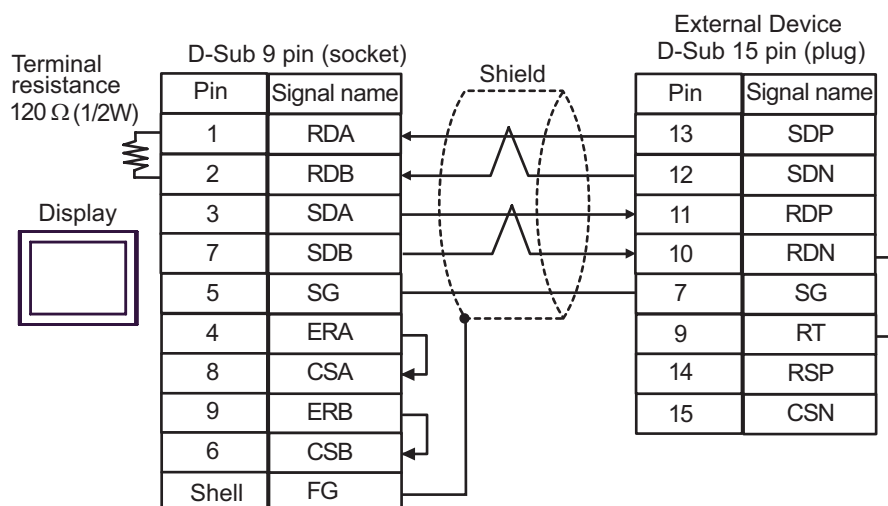 External Device
D-Sub 9 pin (socket)
D-Sub 15 pin (plug)
Terminal
resistance
120 Ω (1/2W)
Shield
Pin Signal name
Pin Signal name
1 RDA
13 SDP
2 RDB
12 SDN
Display
3 SDA
11 RDP
7 SDB
10 RDN
5 SG
7 SG
4 ERA
9 RT
8 CSA
14 RSP
9 ERB
15 CSN
6 CSB
Shell FG